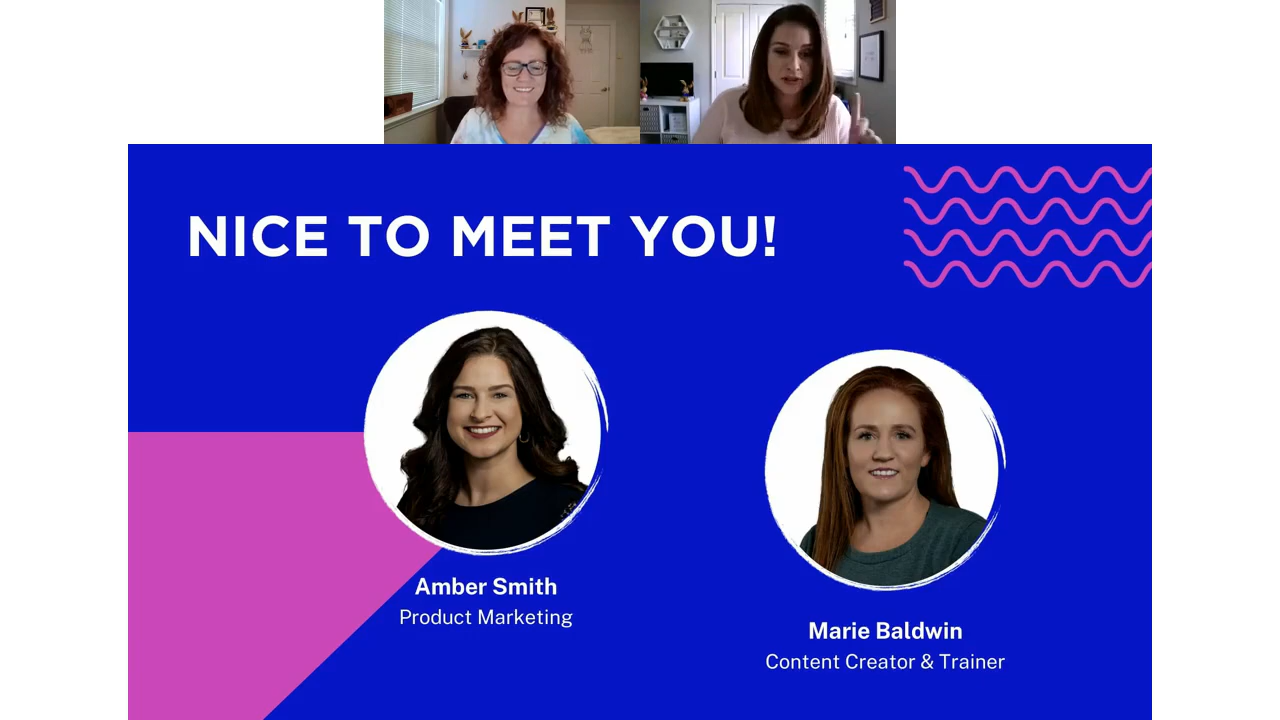 NICE TO MEET YOU!
Amber Smith
Product Marketing
Marie Baldwin
Content Creator & Trainer